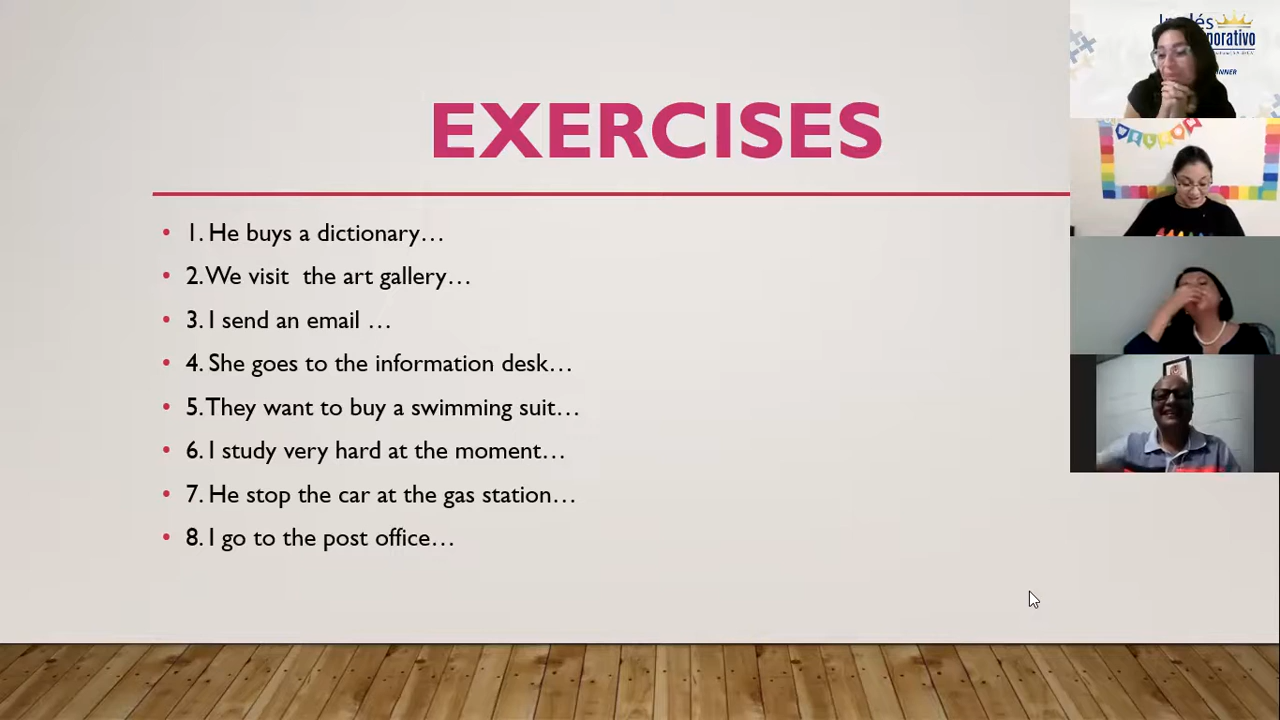 EXERCISES
1. He buys a dictionary…
2. We visit the art gallery…
3. I send an email …
4. She goes to the information desk…
5. They want to buy a swimming suit…
6. I study very hard at the moment…
7. He stop the car at the gas station…
8. I go to the post office…